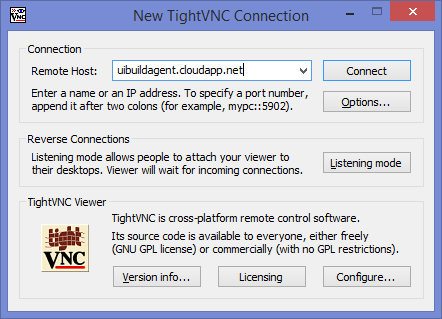 New TightVNC Connection
Connection
Remote Host: uibuildagent.cloudapp.net Connect
Enter a name or an IP address. To specify a port number,
append it after two colons (for example, mypc::5902).
Options...
Reverse Connections
Listening mode allows people to attach your viewer to
their desktops. Viewer will wait for incoming connections.
Listening mode
TightVNC Viewer
TightVNC is cross-platform remote control software.
Its source code is available to everyone, either freely
(GNU GPL license) or commercially (with no GPL restrictions).
tight
VNC
Version info... Licensing Configure...